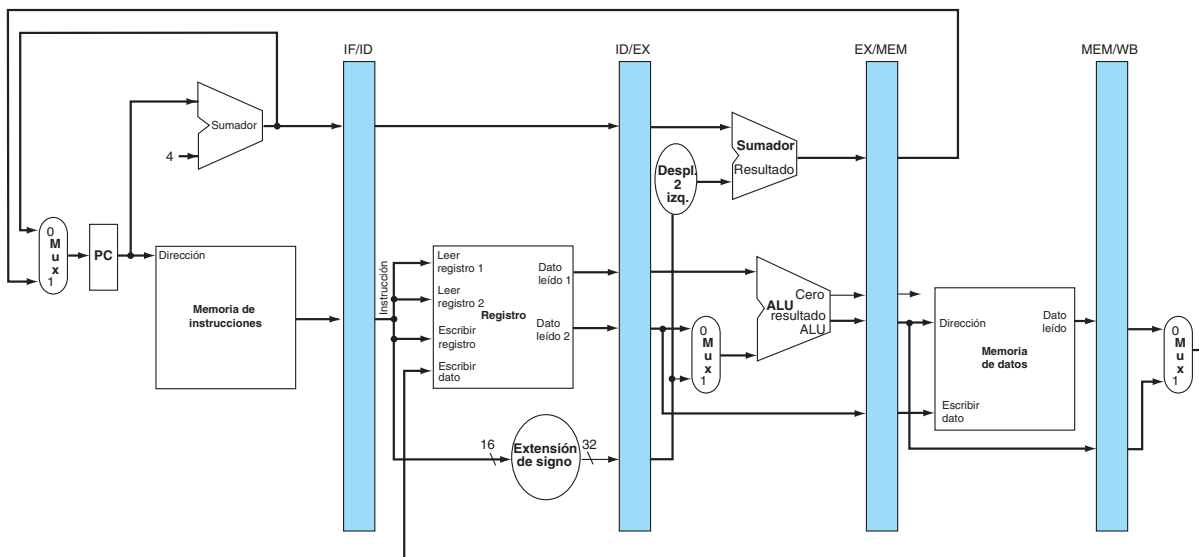 IF/ID
ID/EX
EX/MEM
MEM/WB
Sumador
4
Sumador
Resultado
Despl.
2
izq.
0
M
u
x
1
PC
Dirección
Memoria de
instrucciones
Instrucción
Leer
registro 1
Leer
registro 2
Escribir
registro
Escribir
dato
Registro
Dato
leído 1
Dato
leído 2
16
Extensión
de signo
32
0
M
u
x
1
ALU
Cero
resultado
ALU
Dirección
Dato
leído
Memoria
de datos
Escribir
dato
0
M
u
x
1